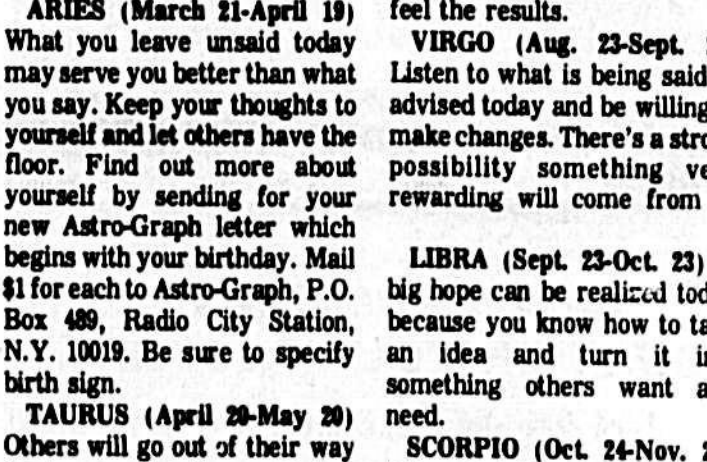 ARIES (March 21-April 19)
What you leave unsaid today
may serve you better than what
you say. Keep your thoughts to
yourself and let others have the
floor. Find out more about
yourself by sending for your
new Astro-Graph letter which
begins with your birthday. Mail
$1 for each to Astro-Graph, P.O.
Box 489, Radio City Station,
N.Y. 10019. Be sure to specify
birth sign.
TAURUS (April 20-May 20)
Others will go out of their way
feel the results.
VIRGO (Aug. 23-Sept.
Listen to what is being said
advised today and be willing
make changes. There's a stro
possibility something ve
rewarding will come from
LIBRA (Sept. 23-Oct. 23)
big hope can be realized tod
because you know how to ta
an idea and turn it in
something others want a
need.
SCORPIO (Oct. 24-Nov. 2